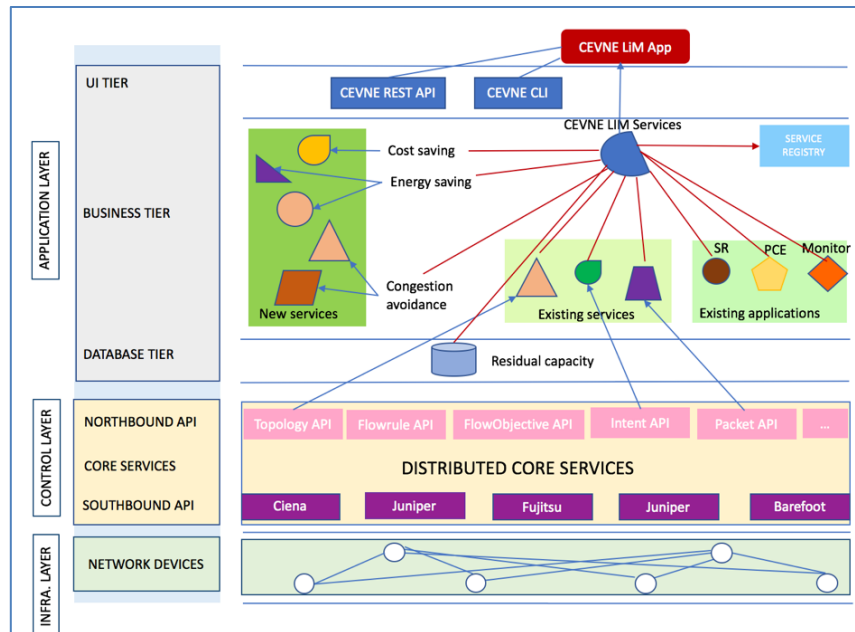 CEVNE LiM App
UI TIER
CEVNE REST API
CEVNE CLI
APPLICATION LAYER
CEVNE LIM Services
SERVICE
REGISTRY
Cost saving
Energy saving
BUSINESS TIER
SR
PCE
Monitor
Congestion
avoidance
New services
Existing services
Existing applications
DATABASE TIER
Residual capacity
CONTROL LAYER
NORTHBOUND API
Topology API
Flowrule API
FlowObjective API
Intent API
Packet API
...
CORE SERVICES
DISTRIBUTED CORE SERVICES
SOUTHBOUND API
Ciena
Juniper
Fujitsu
Juniper
Barefoot
INFRA. LAYER
NETWORK DEVICES